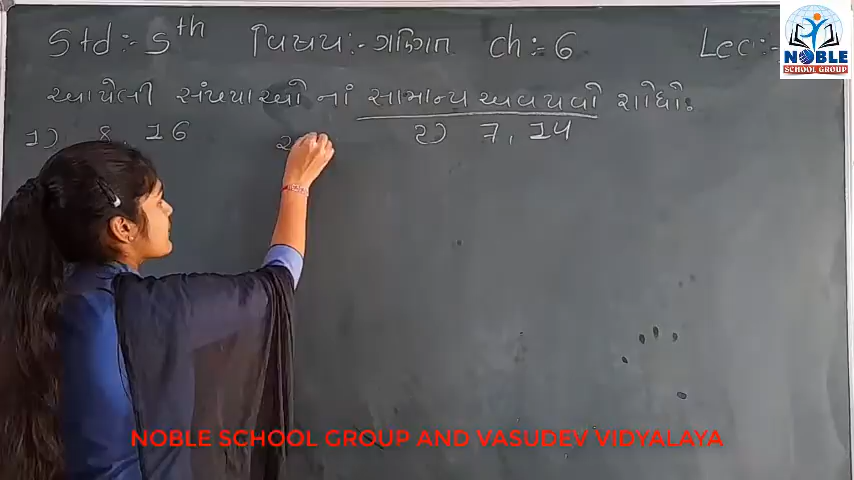 Std:- 5th વિષય:- ગણિત ch:- 6 Lec:-
આપેલી સંખ્યાઓ નાં સામાન્ય અવયવો શોધો:
1) 8, 16 2) 7, 14
NOBLE
SCHOOL GROUP
NOBLE SCHOOL GROUP AND VASUDEV VIDYALAYA